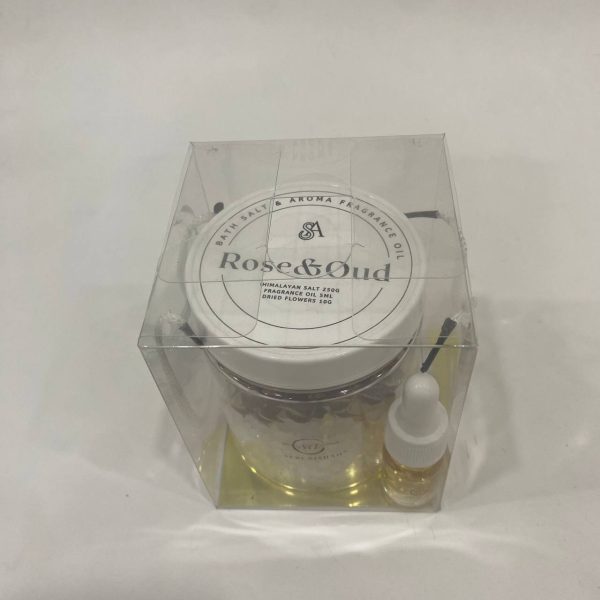 BATH SALT & AROMA FRAGRANCE OIL
SA
Rose&Oud
HIMALAYAN SALT 250G
FRAGRANCE OIL 5ML
DRIED FLOWERS 10G